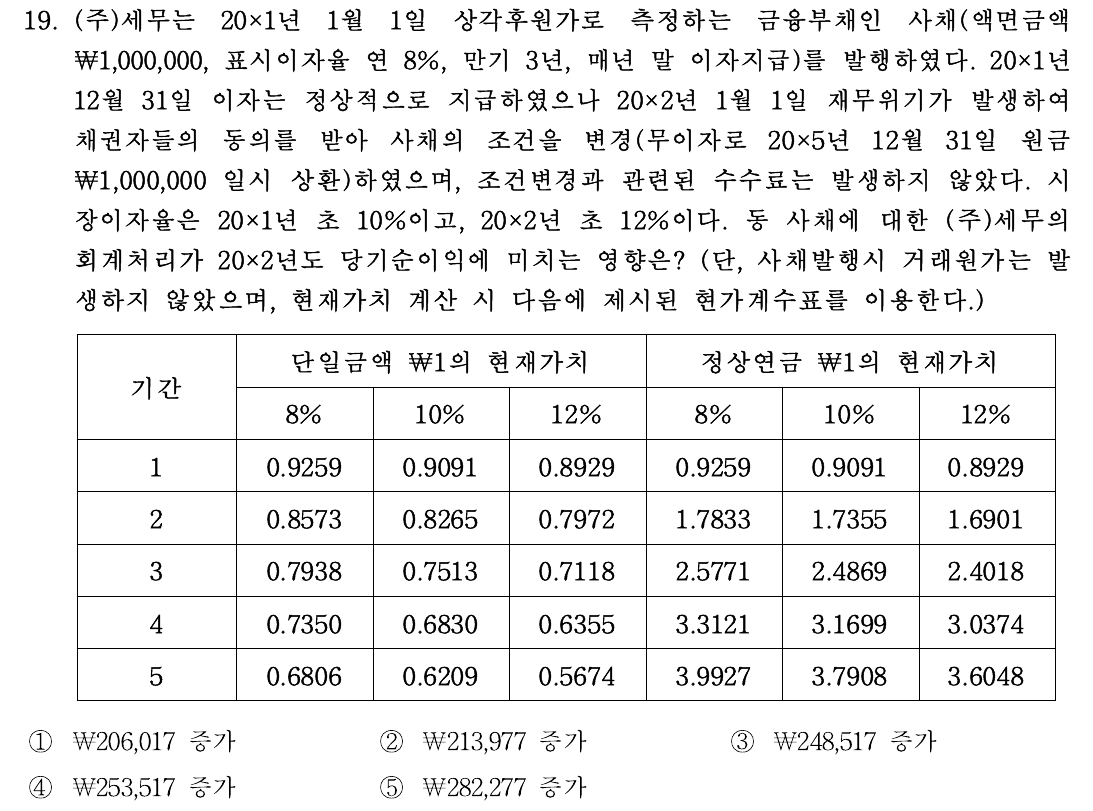 19. (주)세무는 20×1년 1월 1일 상각후원가로 측정하는 금융부채인 사채(액면금액
₩1,000,000, 표시이자율 연 8%, 만기 3년, 매년 말 이자지급)를 발행하였다. 20×1년
12월 31일 이자는 정상적으로 지급하였으나 20×2년 1월 1일 재무위기가 발생하여
채권자들의 동의를 받아 사채의 조건을 변경(무이자로 20×5년 12월 31일 원금
₩1,000,000 일시 상환)하였으며, 조건변경과 관련된 수수료는 발생하지 않았다. 시
장이자율은 20×1년 초 10%이고, 20×2년 초 12%이다. 동 사채에 대한 (주)세무의
회계처리가 20×2년도 당기순이익에 미치는 영향은? (단, 사채발행시 거래원가는 발
생하지 않았으며, 현재가치 계산 시 다음에 제시된 현가계수표를 이용한다.)
기간 단일금액 ₩1의 현재가치 정상연금 ₩1의 현재가치
8% 10% 12% 8% 10% 12%
1 0.9259 0.9091 0.8929 0.9259 0.9091 0.8929
2 0.8573 0.8265 0.7972 1.7833 1.7355 1.6901
3 0.7938 0.7513 0.7118 2.5771 2.4869 2.4018
4 0.7350 0.6830 0.6355 3.3121 3.1699 3.0374
5 0.6806 0.6209 0.5674 3.9927 3.7908 3.6048
① ₩206,017 증가 ② ₩213,977 증가 ③ ₩248,517 증가
④ ₩253,517 증가 ⑤ ₩282,277 증가